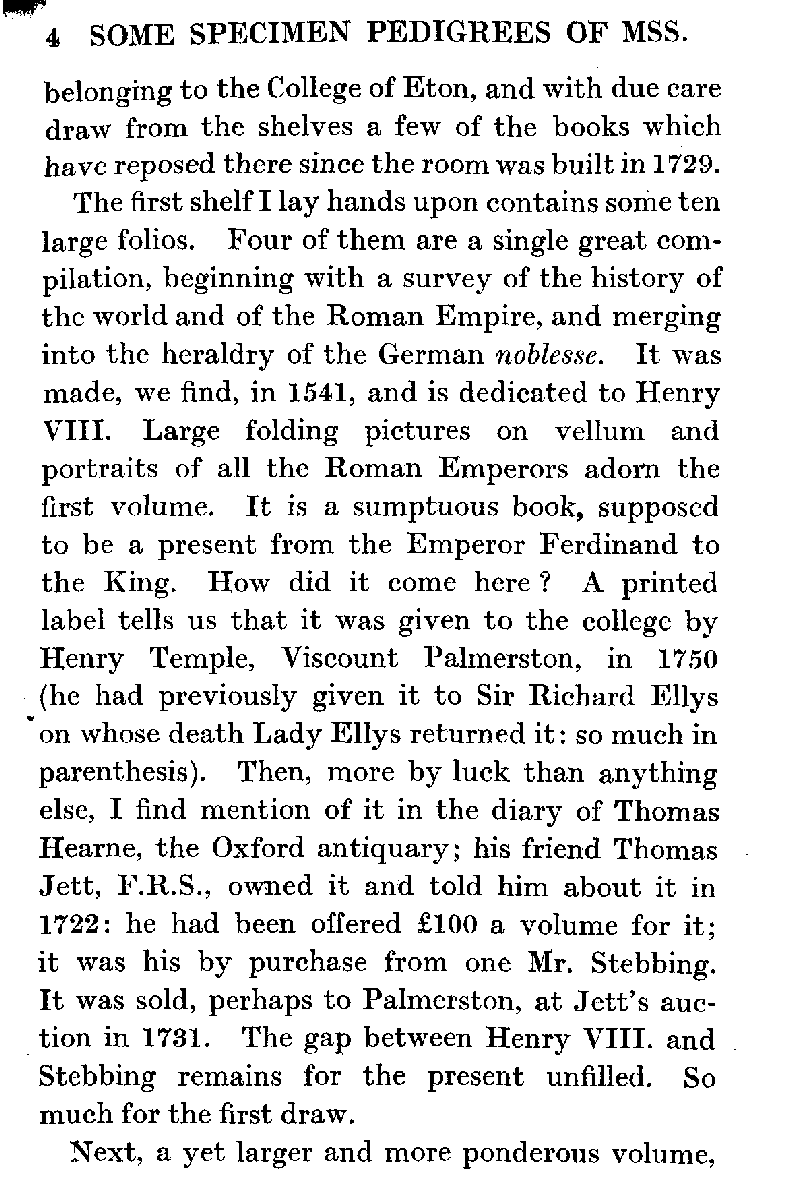 4 SOME SPECIMEN PEDIGREES OF MSS.
belonging to the College of Eton, and with due care
draw from the shelves a few of the books which
have reposed there since the room was built in 1729.
The first shelf I lay hands upon contains some ten
large folios. Four of them are a single great com-
pilation, beginning with a survey of the history of
the world and of the Roman Empire, and merging
into the heraldry of the German noblesse. It was
made, we find, in 1541, and is dedicated to Henry
VIII. Large folding pictures on vellum and
portraits of all the Roman Emperors adorn the
first volume. It is a sumptuous book, supposed
to be a present from the Emperor Ferdinand to
the King. How did it come here? A printed
label tells us that it was given to the college by
Henry Temple, Viscount Palmerston, in 1750
(he had previously given it to Sir Richard Ellys
on whose death Lady Ellys returned it: so much in
parenthesis). Then, more by luck than anything
else, I find mention of it in the diary of Thomas
Hearne, the Oxford antiquary; his friend Thomas
Jett, F.R.S., owned it and told him about it in
1722: he had been offered £100 a volume for it;
it was his by purchase from one Mr. Stebbing.
It was sold, perhaps to Palmerston, at Jett's auc-
tion in 1731. The gap between Henry VIII. and
Stebbing remains for the present unfilled. So
much for the first draw.
Next, a yet larger and more ponderous volume,